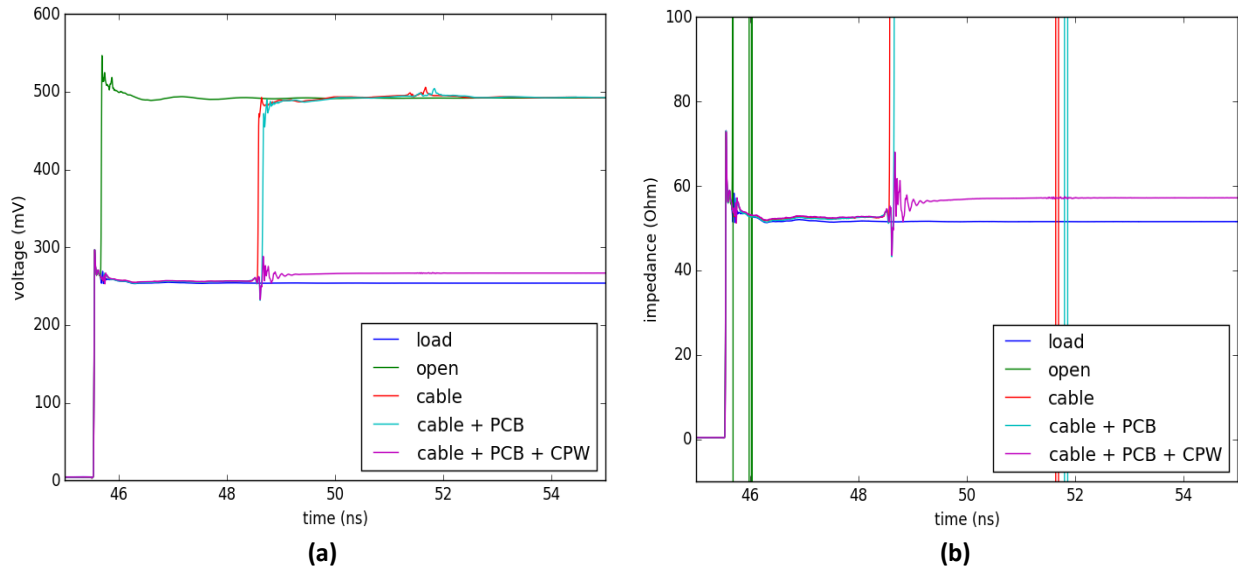 600
500
400
300
200
100
0
voltage (mV)
46 48 50 52 54
time (ns)
load
open
cable
cable + PCB
cable + PCB + CPW
(a)
100
80
60
40
20
0
impedance (Ohm)
46 48 50 52 54
time (ns)
load
open
cable
cable + PCB
cable + PCB + CPW
(b)